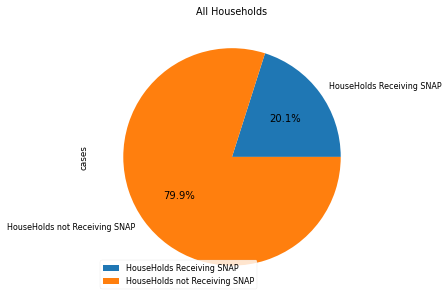 All Households
HouseHolds Receiving SNAP
20.1%
cases
79.9%
HouseHolds not Receiving SNAP
HouseHolds Receiving SNAP
HouseHolds not Receiving SNAP